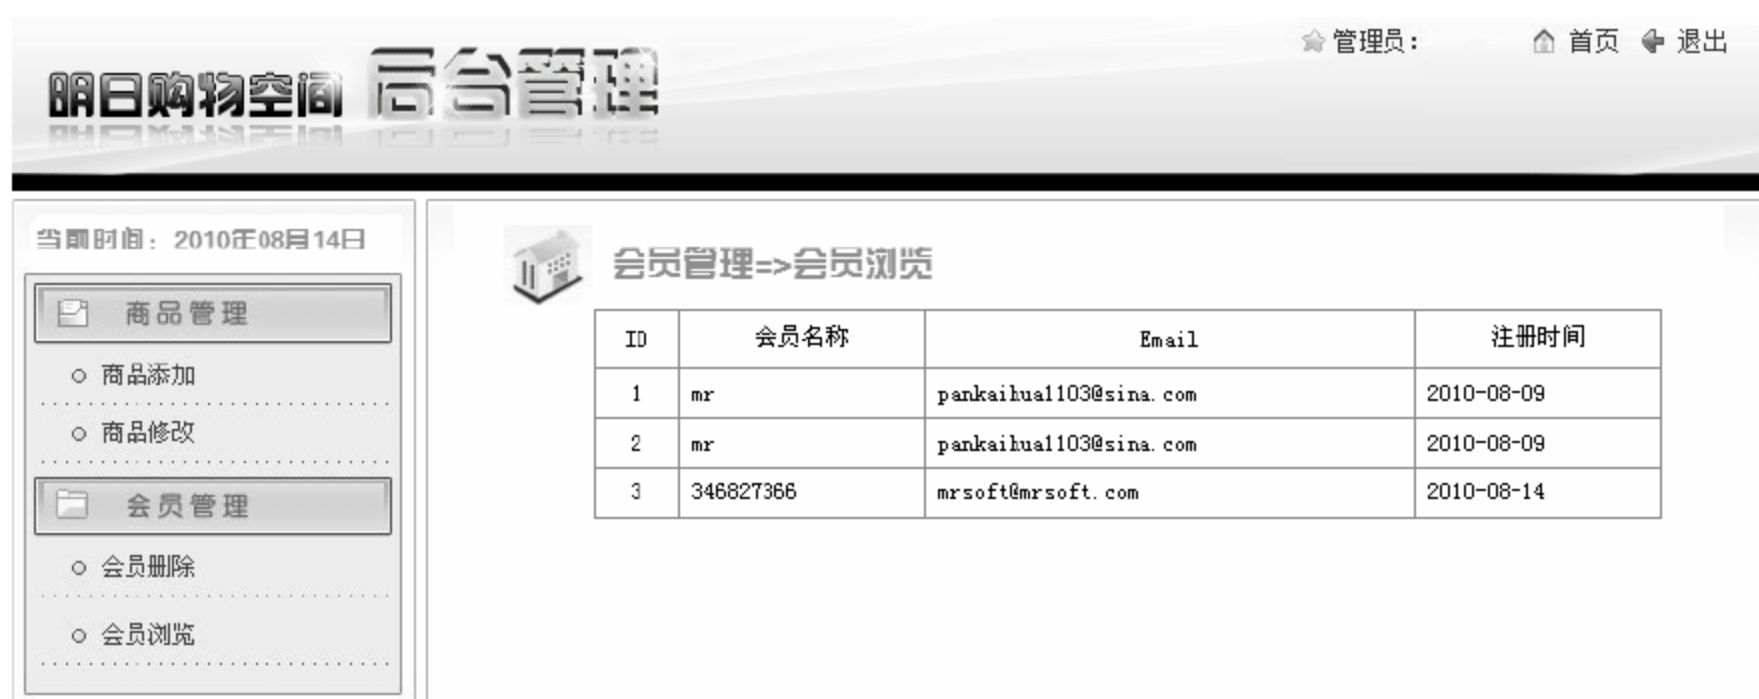 管理员： 首页 退出
明日购物空间 后台管理
当前时间：2010年08月14日
商品管理
商品添加
商品修改
会员管理
会员删除
会员浏览
会员管理=>会员浏览
ID 会员名称 Email 注册时间
1 mr pankaihua1103@sina.com 2010-08-09
2 mr pankaihua1103@sina.com 2010-08-09
3 346827366 mrsoft@mrsoft.com 2010-08-14